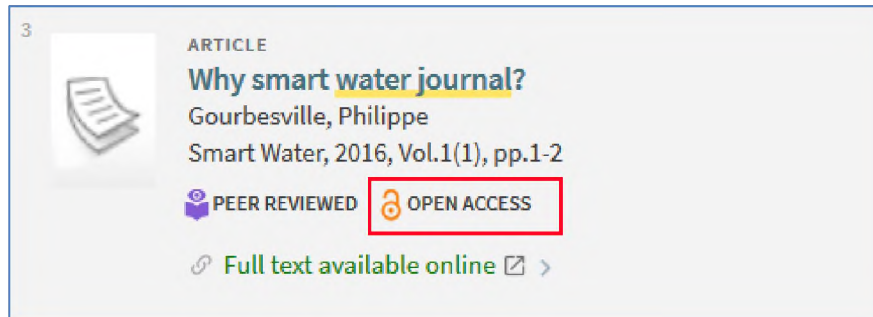 3
ARTICLE
Why smart water journal?
Gourbesville, Philippe
Smart Water, 2016, Vol.1(1), pp.1-2
PEER REVIEWED OPEN ACCESS
Full text available online